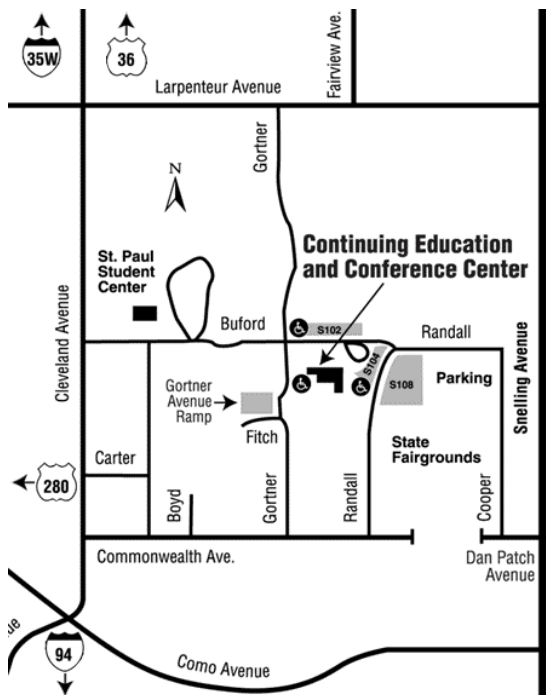 35W
36
Larpenteur Avenue
Fairview Ave.
Gortner
N
Continuing Education
and Conference Center
St. Paul
Student
Center
Cleveland Avenue
Buford
S102
Randall
Snelling Avenue
S104
S108
Parking
Gortner
Avenue
Ramp
Fitch
State
Fairgrounds
Carter
280
Boyd
Gortner
Randall
Cooper
Commonwealth Ave.
Dan Patch
Avenue
94
Como Avenue